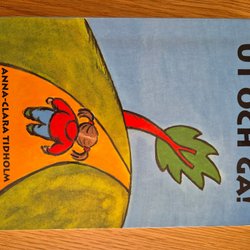 UT OCH GÅ!
ANNA-CLARA TIDHOLM